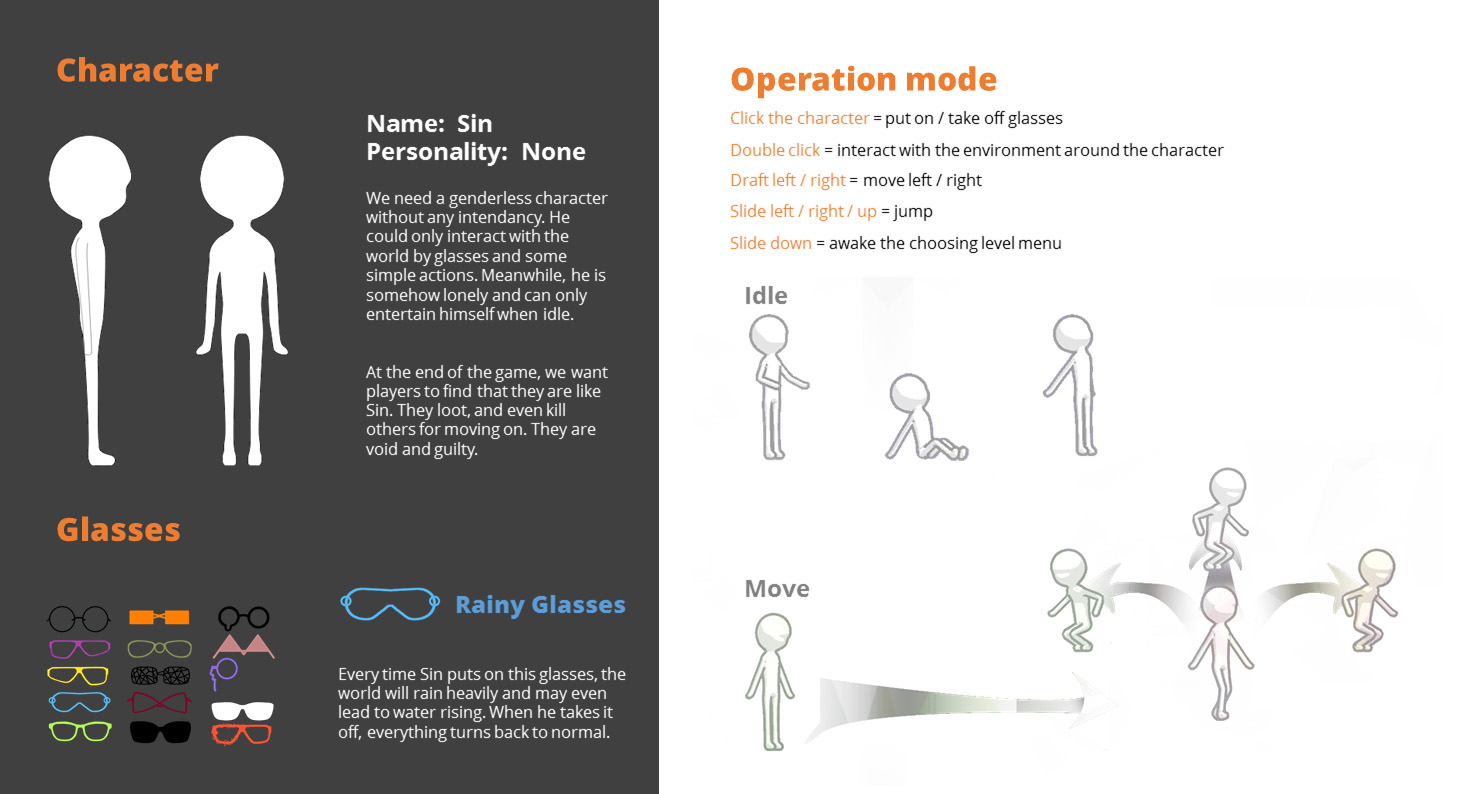 Character
Name: Sin
Personality: None
We need a genderless character
without any intendancy. He
could only interact with the
world by glasses and some
simple actions. Meanwhile, he is
somehow lonely and can only
entertain himself when idle.
At the end of the game, we want
players to find that they are like
Sin. They loot, and even kill
others for moving on. They are
void and guilty.
Glasses
Rainy Glasses
Every time Sin puts on this glasses, the
world will rain heavily and may even
lead to water rising. When he takes it
off, everything turns back to normal.
Operation mode
Click the character = put on / take off glasses
Double click = interact with the environment around the character
Draft left / right = move left / right
Slide left / right / up = jump
Slide down = awake the choosing level menu
Idle
Move